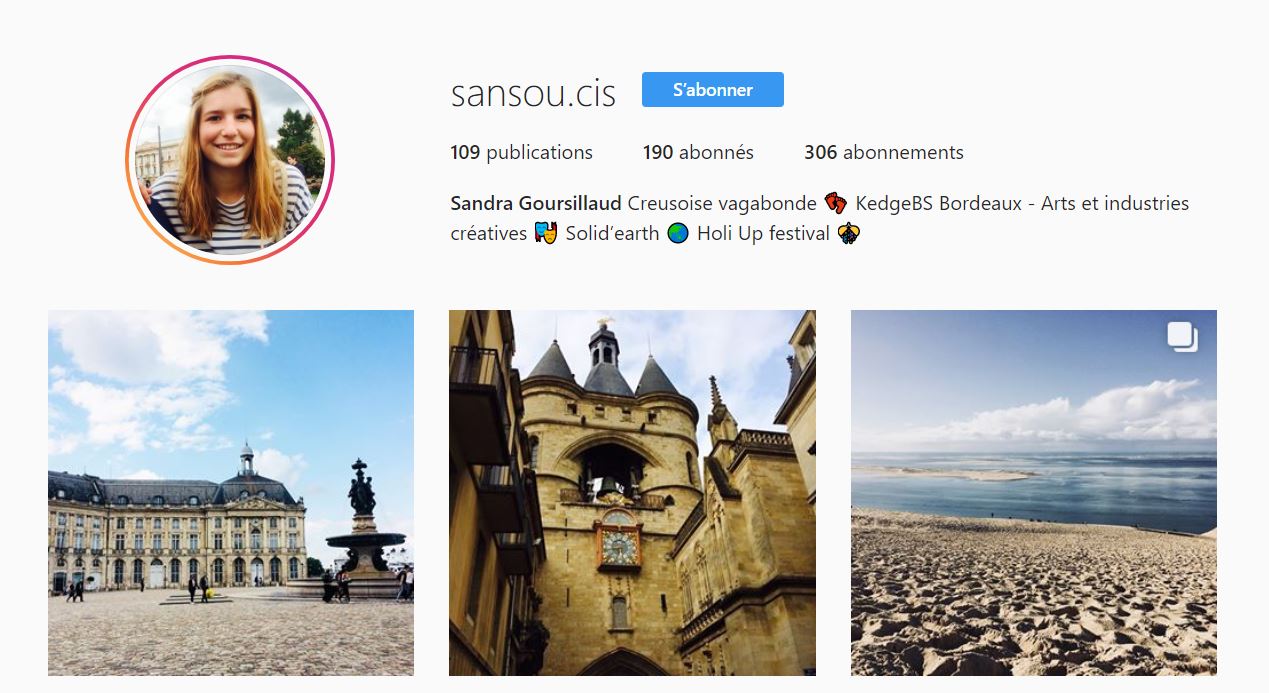 sansou.cis S'abonner
109 publications 190 abonnés 306 abonnements
Sandra Goursillaud Creusoise vagabonde 👣 KedgeBS Bordeaux - Arts et industries
créatives 🎭 Solid’earth 🌍 Holi Up festival 🐝